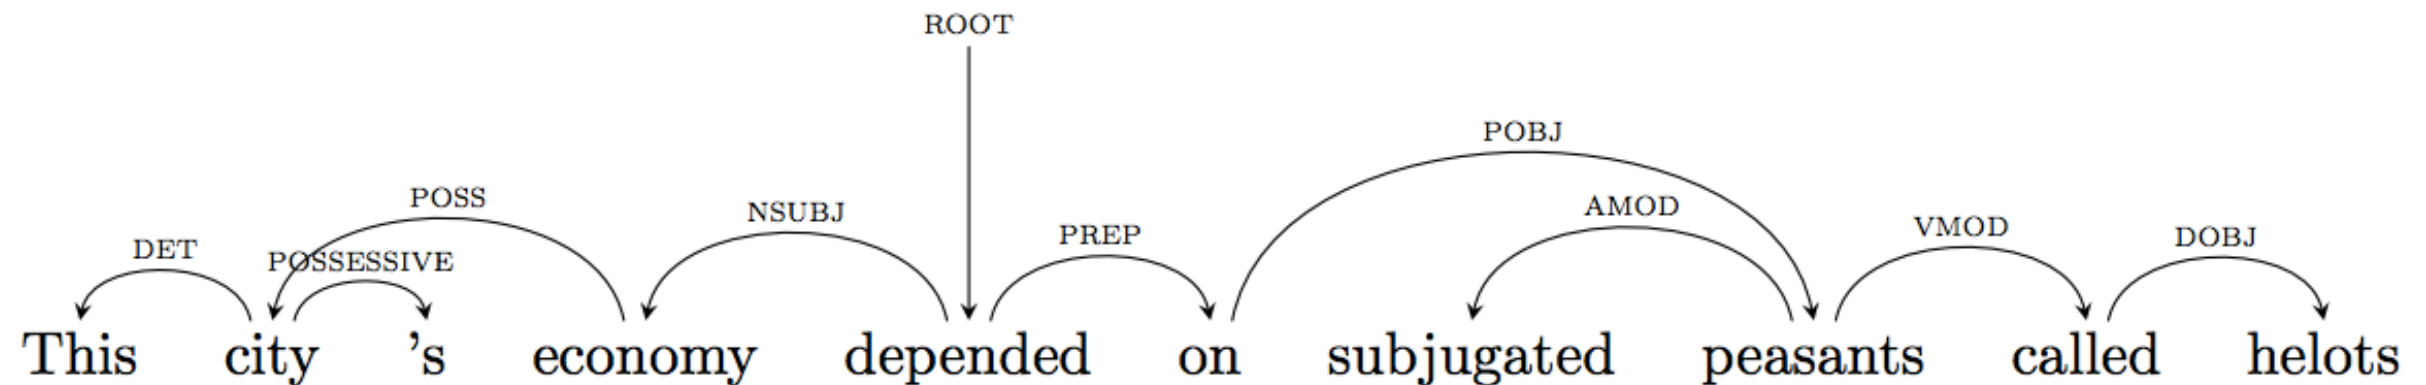 ROOT
POBJ
POSS NSUBJ AMOD
DET POSSESSIVE PREP VMOD DOBJ
This city ’s economy depended on subjugated peasants called helots